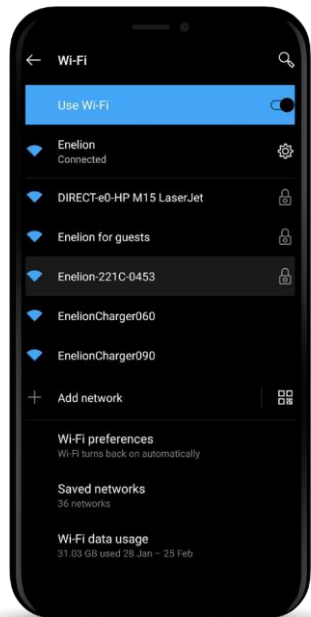 Wi-Fi
Use Wi-Fi
Enelion
Connected
DIRECT-e0-HP M15 LaserJet
Enelion for guests
Enelion-221C-0453
EnelionCharger060
EnelionCharger090
Add network
Wi-Fi preferences
Wi-Fi turns back on automatically
Saved networks
36 networks
Wi-Fi data usage
31.03 GB used 28 Jan – 25 Feb